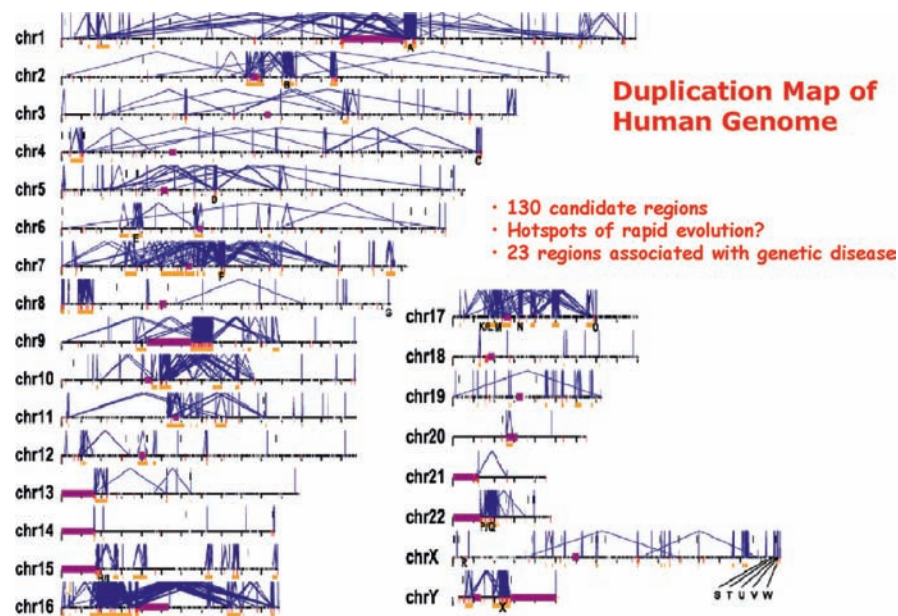 chr1
A
chr2
B
chr3
chr4
C
chr5
D
chr6
E
chr7
F
chr8
G
chr9
chr10
chr11
chr12
chr13
chr14
chr15
chr16
Duplication Map of
Human Genome
· 130 candidate regions
· Hotspots of rapid evolution?
· 23 regions associated with genetic disease
chr17
K/L M N O
chr18
chr19
chr20
chr21
chr22
P/Q
chrX
R
S T U V W
chrY
X